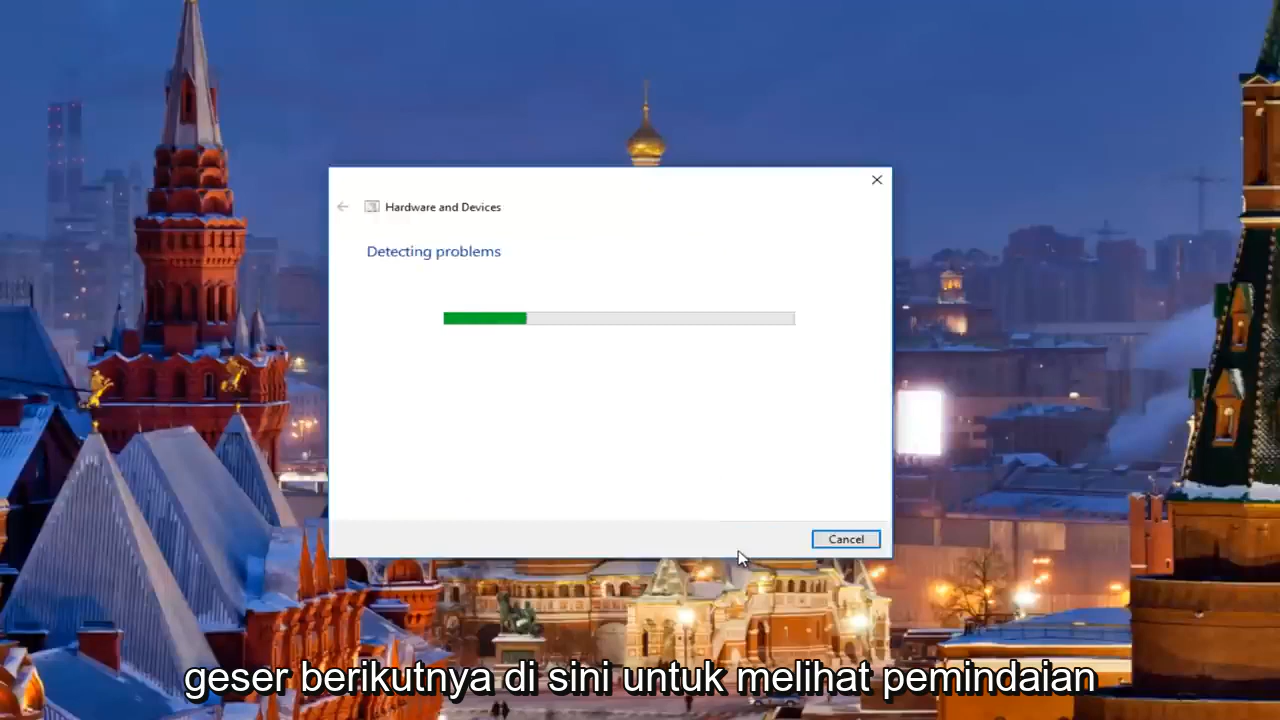 Hardware and Devices
Detecting problems
Cancel
geser berikutnya di sini untuk melihat pemindaian